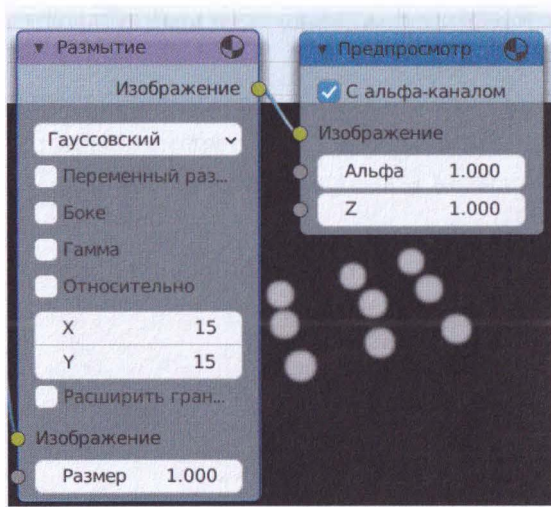 Размытие
Изображение
Гауссовский
Переменный раз...
Боке
Гамма
Относительно
X 15
Y 15
Расширить гран...
Изображение
Размер 1.000
Предпросмотр
С альфа-каналом
Изображение
Альфа 1.000
Z 1.000